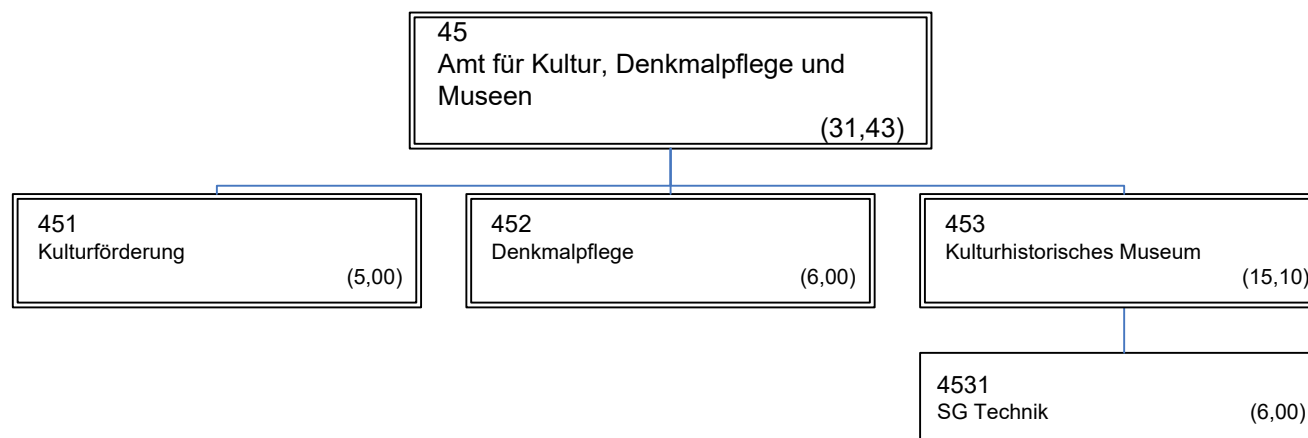 45
Amt für Kultur, Denkmalpflege und
Museen
(31,43)
451
Kulturförderung
(5,00)
452
Denkmalpflege
(6,00)
453
Kulturhistorisches Museum
(15,10)
4531
SG Technik (6,00)